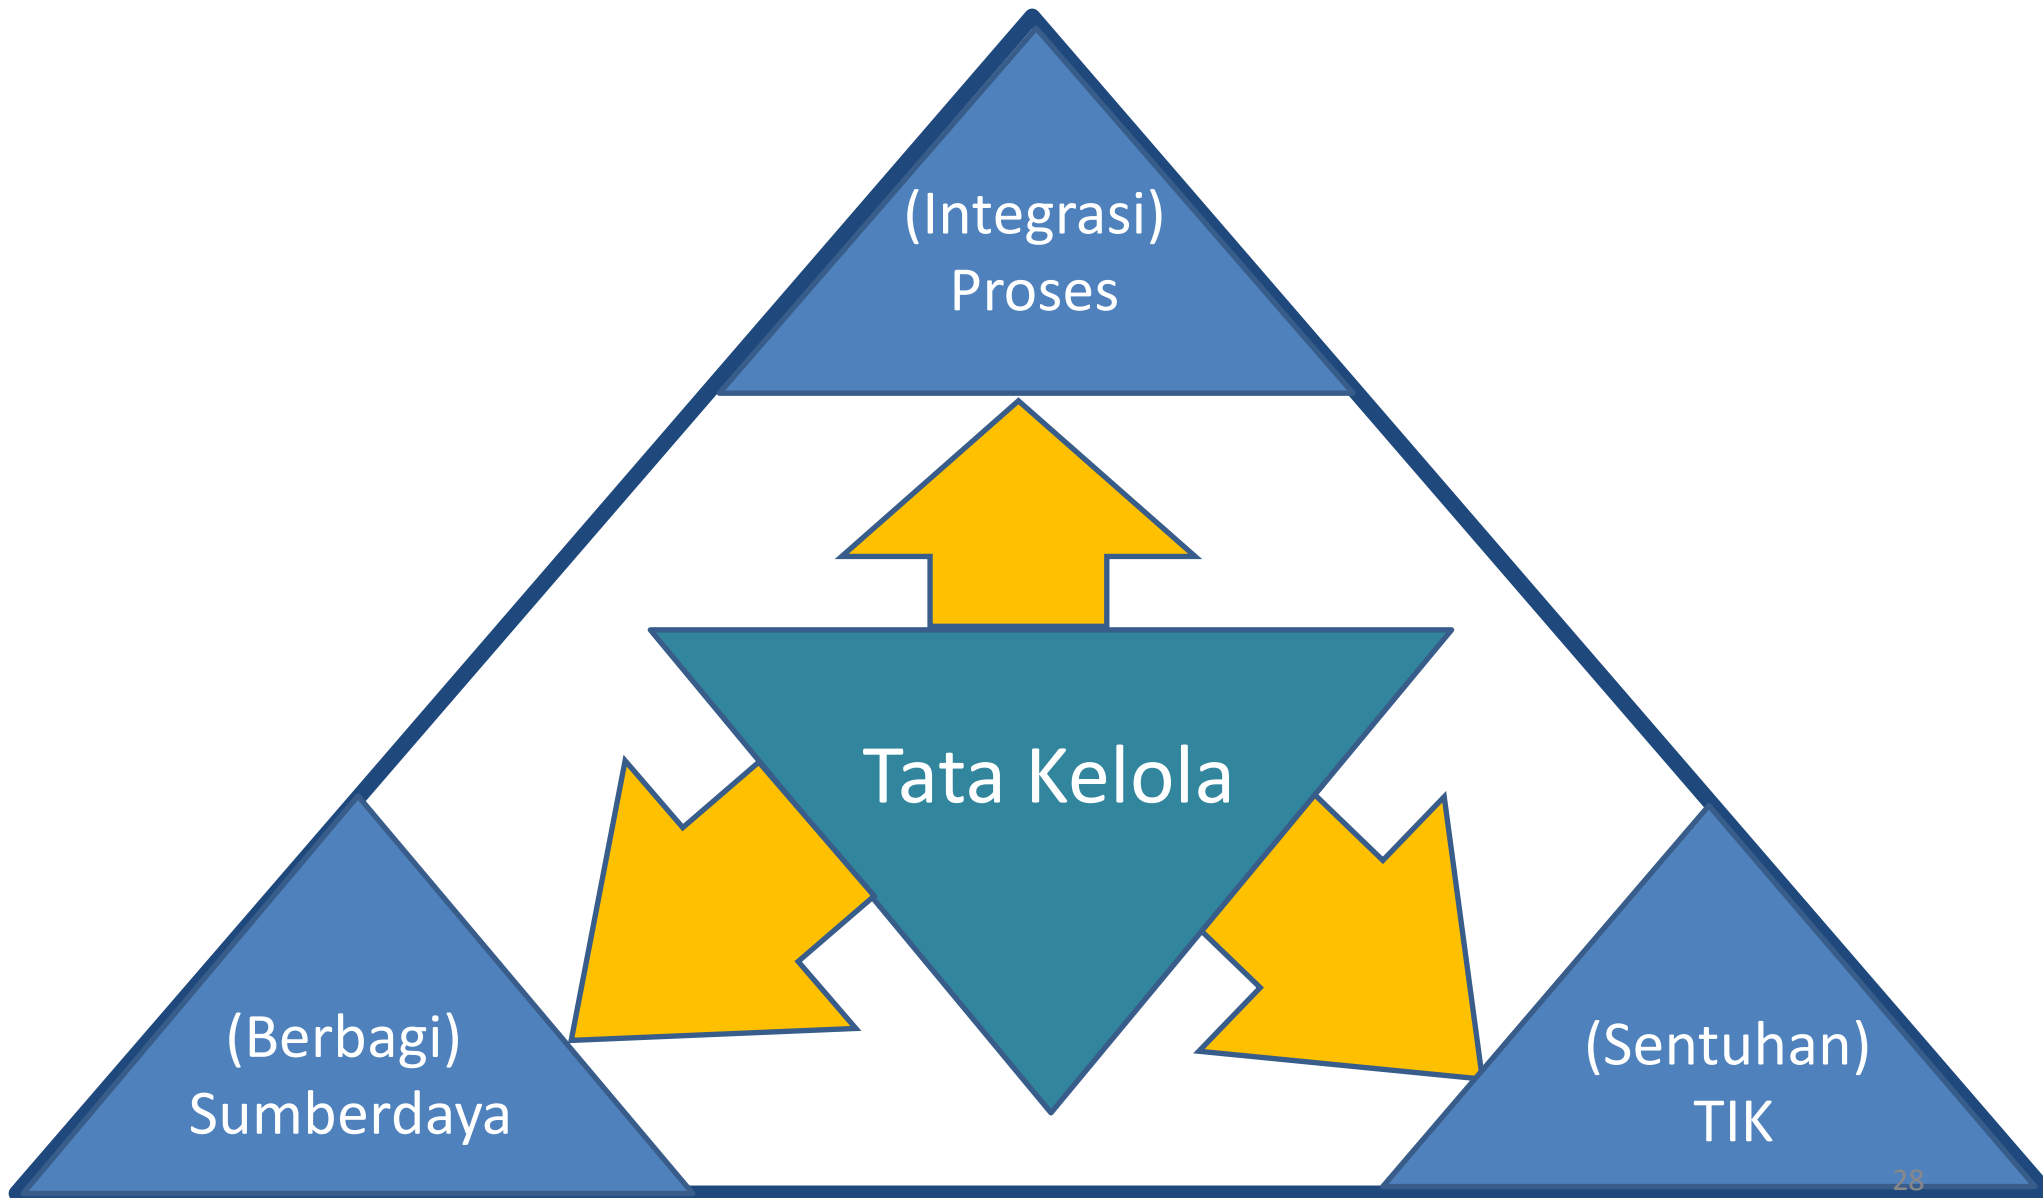 (Integrasi)
Proses
Tata Kelola
(Berbagi)
Sumberdaya
(Sentuhan)
TIK
28